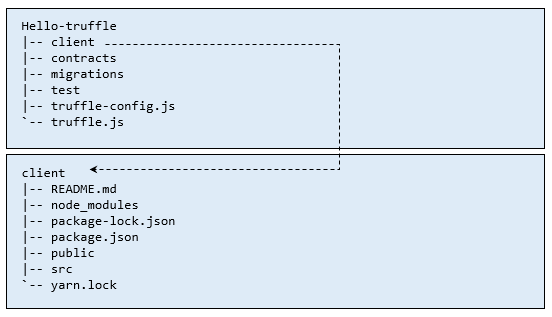 Hello-truffle
|-- client
|-- contracts
|-- migrations
|-- test
|-- truffle-config.js
`-- truffle.js
client
|-- README.md
|-- node_modules
|-- package-lock.json
|-- package.json
|-- public
|-- src
`-- yarn.lock